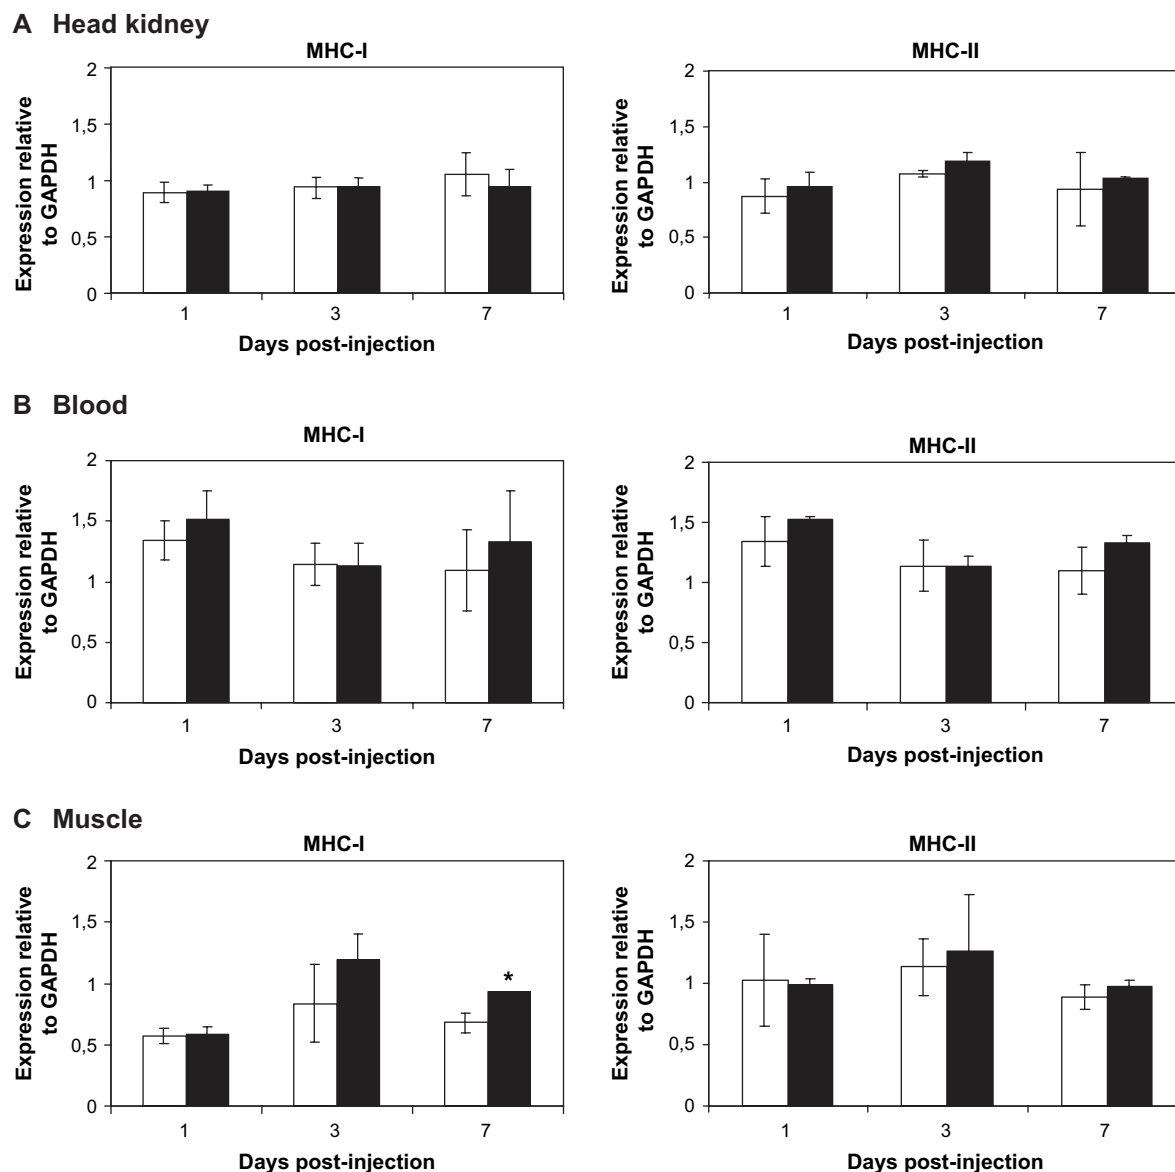 A Head kidney
MHC-I
Expression relative
to GAPDH
2
1,5
1
0,5
0
1 3 7
Days post-injection
MHC-II
Expression relative
to GAPDH
2
1,5
1
0,5
0
1 3 7
Days post-injection
B Blood
MHC-I
Expression relative
to GAPDH
2
1,5
1
0,5
0
1 3 7
Days post-injection
MHC-II
Expression relative
to GAPDH
2
1,5
1
0,5
0
1 3 7
Days post-injection
C Muscle
MHC-I
Expression relative
to GAPDH
2
1,5
1
0,5
0
*
1 3 7
Days post-injection
MHC-II
Expression relative
to GAPDH
2
1,5
1
0,5
0
1 3 7
Days post-injection